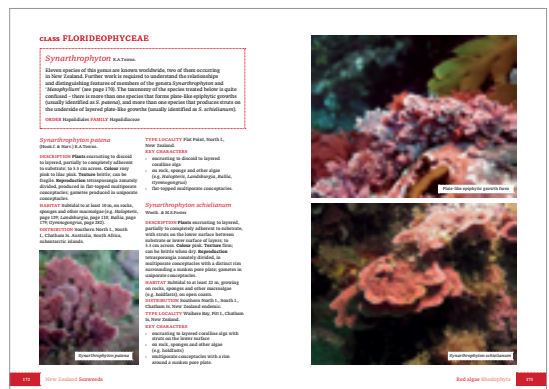 CLASS FLORIDEOPHYCEAE
Synarthrophyton R.A.Towns.
Eleven species of this genus are known worldwide, two of them occurring
in New Zealand. Further work is required to understand the relationships
and distinguishing features of members of the genera Synarthrophyton and
'Mesophyllum' (see page 170). The taxonomy of the species treated below is quite
confused – there is more than one species that forms plate-like epiphytic growths
(usually identified as S. patena), and more than one species that produces struts on
the underside of layered plate-like growths (usually identified as S. schielianum).
ORDER Hapalidiales FAMILY Hapalidiaceae
Synarthrophyton patena
(Hook.f. & Harv.) R.A.Towns.
DESCRIPTION Plants encrusting to discoid
to layered, partially to completely adherent
to substrate; to 3.5 cm across. Colour rosy
pink to lilac pink. Texture brittle; can be
fragile. Reproduction tetrasporangia zonately
divided, produced in flat-topped multiporate
conceptacles; gametes produced in uniporate
conceptacles.
HABITAT Subtidal to at least 10 m, on rocks,
sponges and other macroalgae (e.g. Halopteris,
page 129, Landsburgia, page 110, Ballia, page
179, Gymnogongrus, page 282).
DISTRIBUTION Northern North I., South
I., Chatham Is. Australia, South Africa,
subantarctic islands.
TYPE LOCALITY Flat Point, North I.,
New Zealand.
KEY CHARACTERS
• encrusting to discoid to layered
coralline alga
• on rock, sponge and other algae
(e.g. Halopteris, Landsburgia, Ballia,
Gymnogongrus)
• flat-topped multiporate conceptacles.
Synarthrophyton schielianum
Woelk. & M.S.Foster
DESCRIPTION Plants encrusting to layered,
partially to completely adherent to substrate,
with struts on the lower surface between
substrate or lower surface of layers; to
3.5 cm across. Colour pink. Texture firm;
can be brittle when dry. Reproduction
tetrasporangia zonately divided, in
multiporate conceptacles with a distinct rim
surrounding a sunken pore plate; gametes in
uniporate conceptacles.
HABITAT Subtidal to at least 22 m, growing
on rocks, sponges and other macroalgae
(e.g. holdfasts), on open coasts.
DISTRIBUTION Southern North I., South I.,
Chatham Is. New Zealand endemic.
TYPE LOCALITY Waihere Bay, Pitt I., Chatham
Is, New Zealand.
KEY CHARACTERS
• encrusting to layered coralline alga with
struts on the lower surface
• on rock, sponges and other algae
(e.g. holdfasts)
• multiporate conceptacles with a rim
around a sunken pore plate.
Synarthrophyton patena
Plate-like epiphytic growth form
Synarthrophyton schielianum
172 New Zealand Seaweeds
Red algae Rhodophyta 173